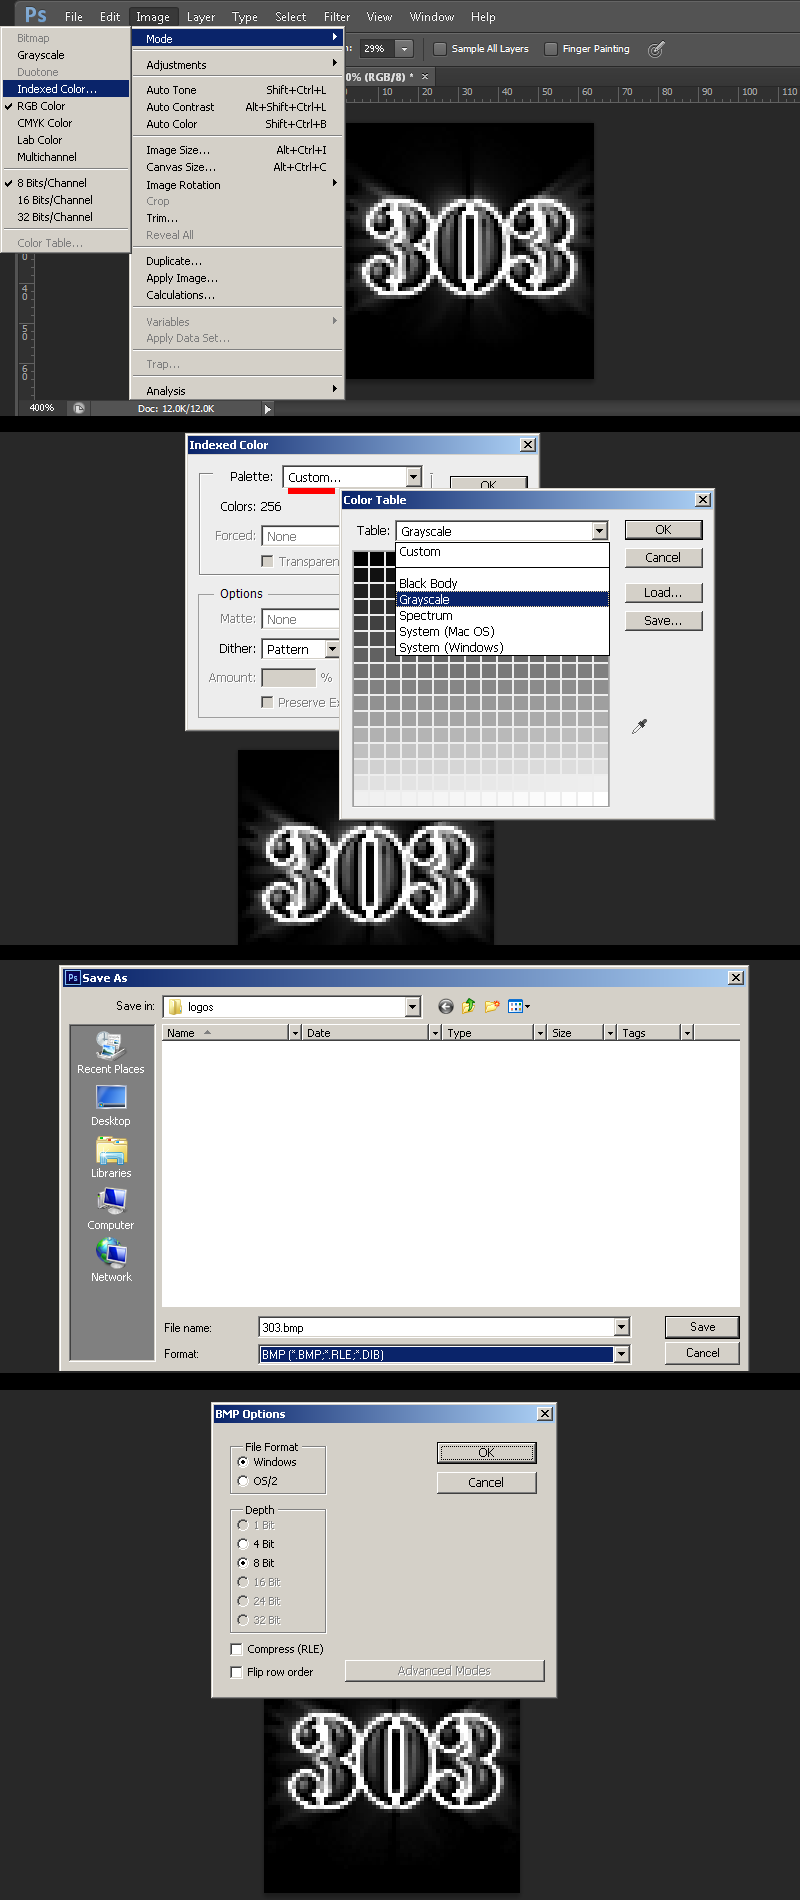 Ps File Edit Image Layer Type Select Filter View Window Help
29% Sample All Layers Finger Painting
0% (RGB/8) * ×
10 20 30 40 50 60 70 80 90 100 110
Bitmap
Grayscale
Duotone
Indexed Color...
RGB Color
CMYK Color
Lab Color
Multichannel
8 Bits/Channel
16 Bits/Channel
32 Bits/Channel
Color Table...
Mode
Adjustments
Auto Tone Shift+Ctrl+L
Auto Contrast Alt+Shift+Ctrl+L
Auto Color Shift+Ctrl+B
Image Size... Alt+Ctrl+I
Canvas Size... Alt+Ctrl+C
Image Rotation
Crop
Trim...
Reveal All
Duplicate...
Apply Image...
Calculations...
Variables
Apply Data Set...
Trap...
Analysis
303
0
40
50
60
400% Doc: 12.0K/12.0K
Indexed Color
Palette: Custom...
OK
Colors: 256
Forced: None
Transparen
Options
Matte: None
Dither: Pattern
Amount: %
Preserve Ex
Color Table
Table: Grayscale
Custom
Black Body
Grayscale
Spectrum
System (Mac OS)
System (Windows)
OK
Cancel
Load...
Save...
303
Ps Save As
Save in: logos
Name Date Type Size Tags
Recent Places
Desktop
Libraries
Computer
Network
File name: 303.bmp Save
Format: BMP (*.BMP;*.RLE;*.DIB) Cancel
BMP Options
File Format
Windows
OS/2
OK
Cancel
Depth
1 Bit
4 Bit
8 Bit
16 Bit
24 Bit
32 Bit
Compress (RLE)
Flip row order
Advanced Modes
303